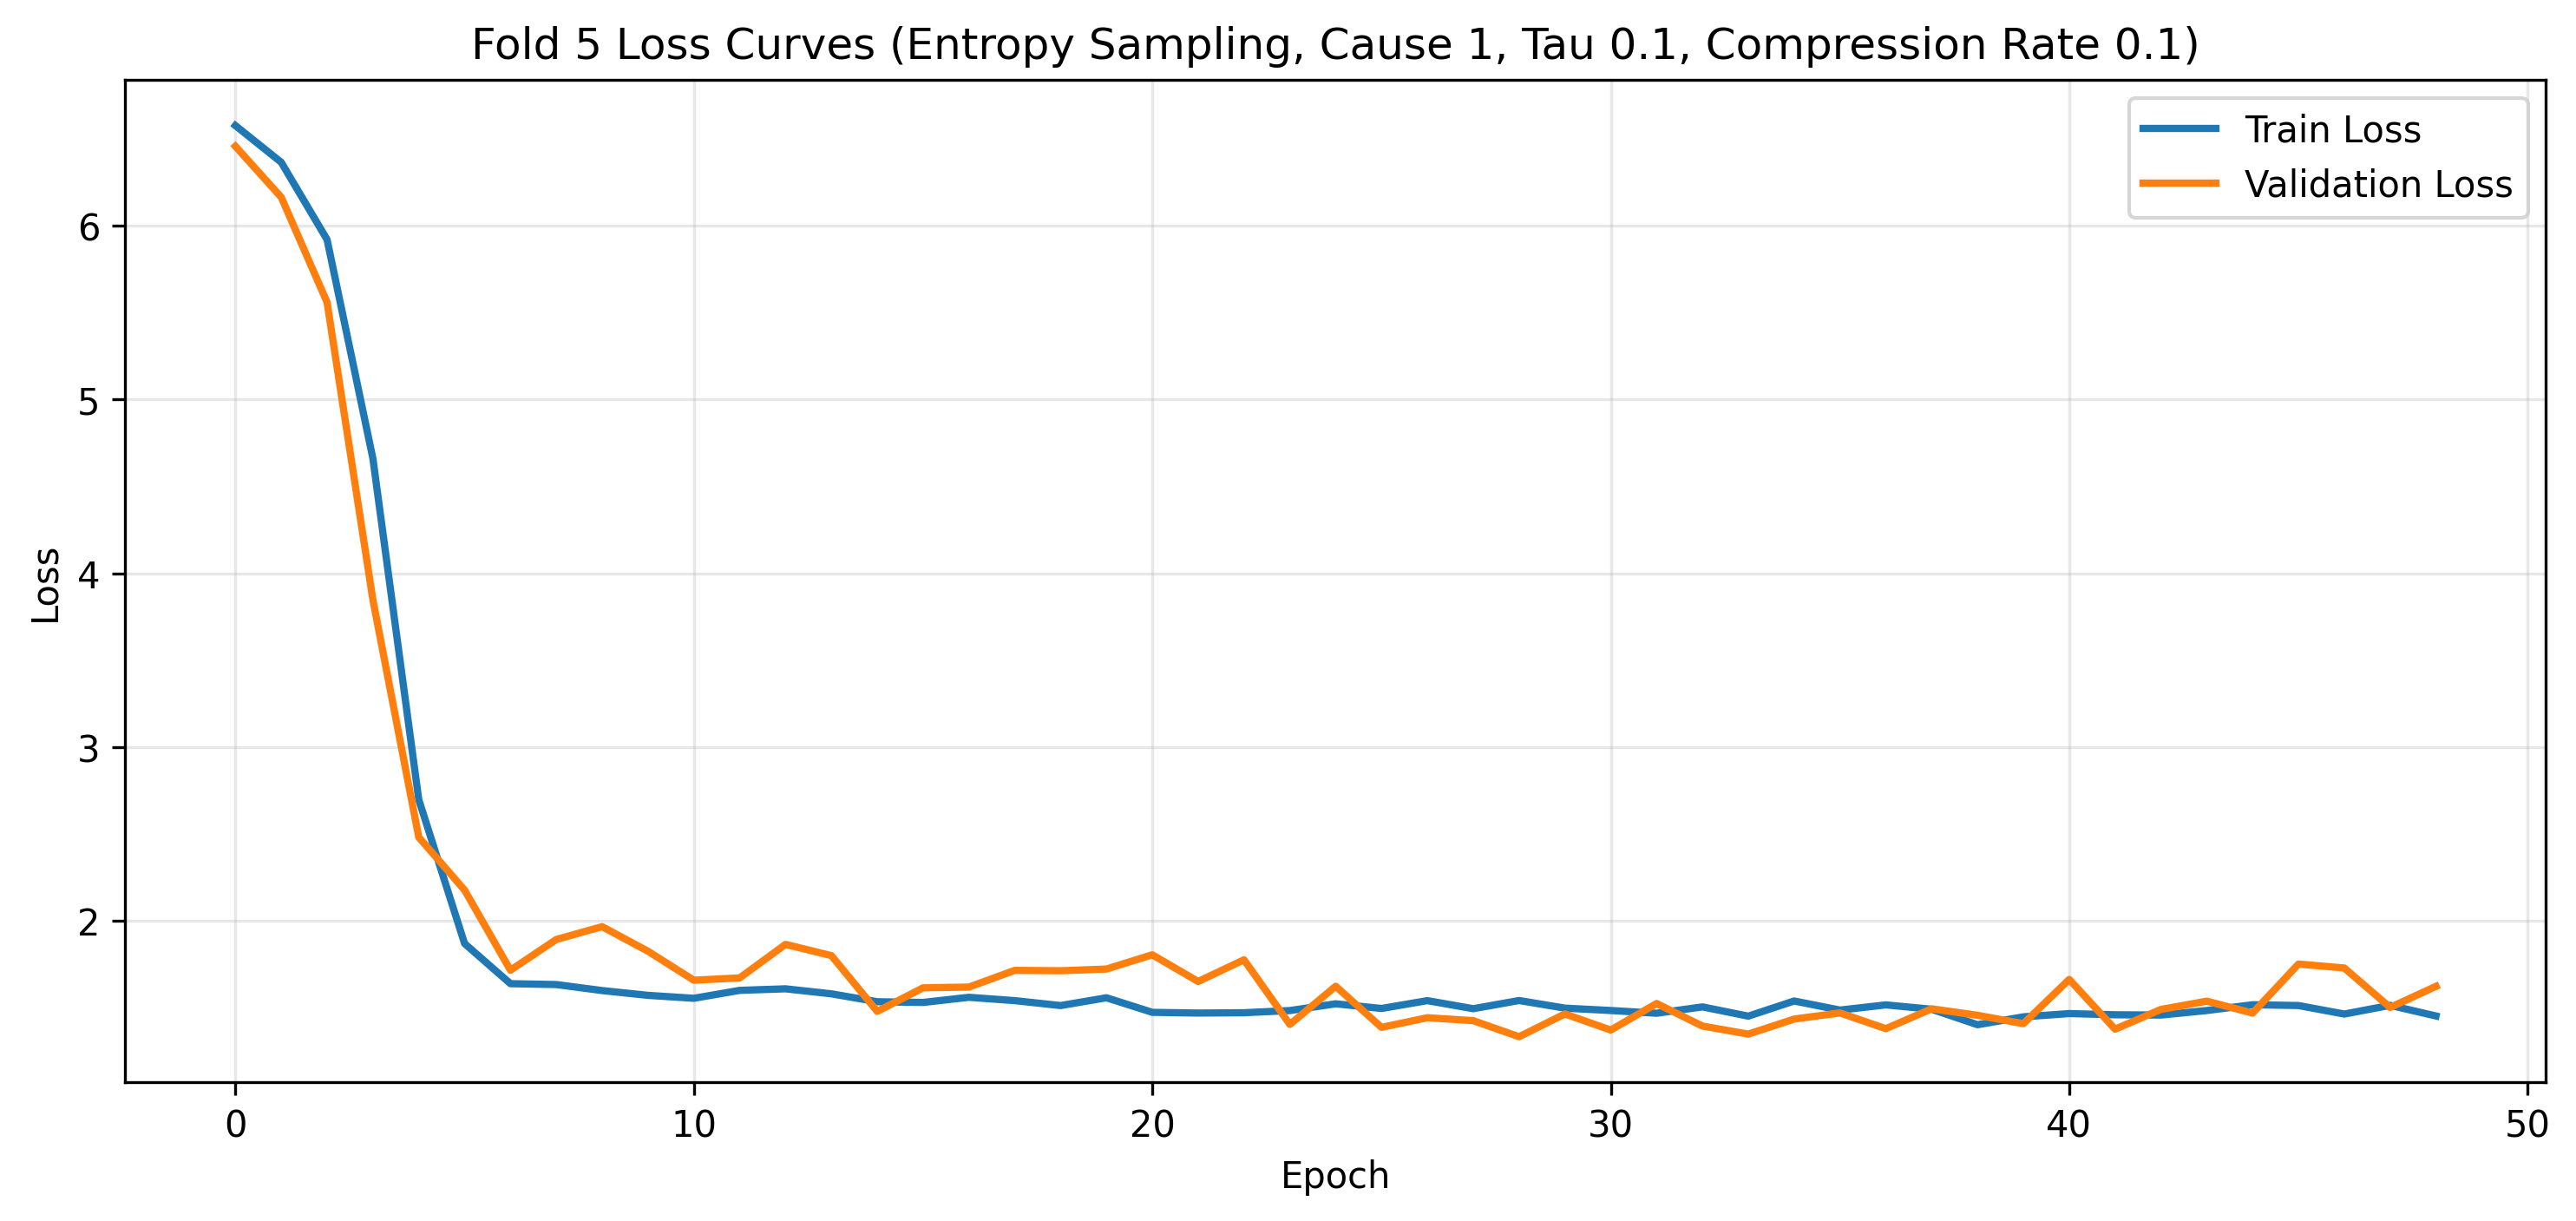 Fold 5 Loss Curves (Entropy Sampling, Cause 1, Tau 0.1, Compression Rate 0.1)
Train Loss
Validation Loss
Loss
6
5
4
3
2
0 10 20 30 40 50
Epoch